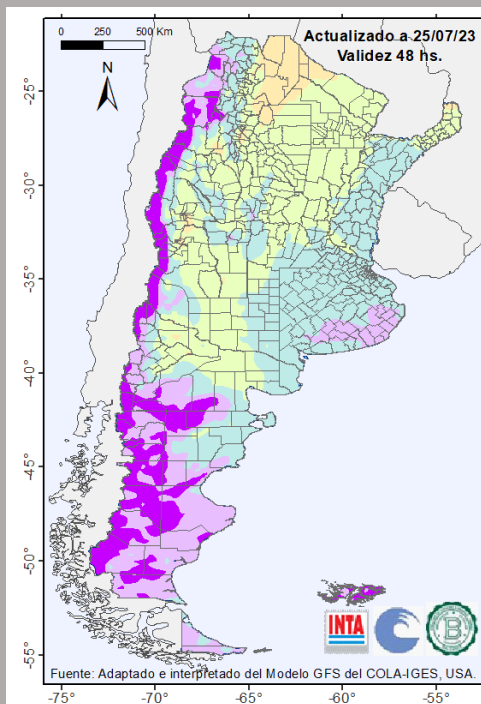 0 250 500 Km
Actualizado a 25/07/23
Validez 48 hs.
N
-25°
-30°
-35°
-40°
-45°
-50°
-55°
INTA
B
Fuente: Adaptado e interpretado del Modelo GFS del COLA-IGES, USA.
-75° -70° -65° -60° -55°